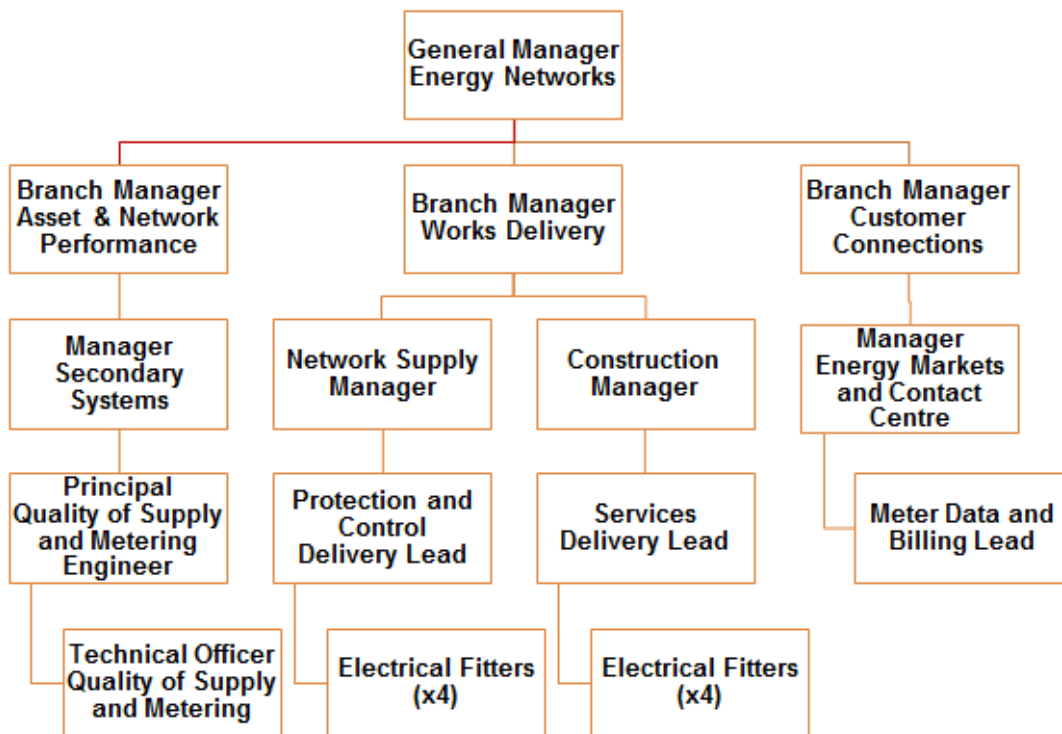 General Manager
Energy Networks
Branch Manager
Asset & Network
Performance
Branch Manager
Works Delivery
Branch Manager
Customer
Connections
Manager
Secondary
Systems
Network Supply
Manager
Construction
Manager
Manager
Energy Markets
and Contact
Centre
Principal
Quality of Supply
and Metering
Engineer
Protection and
Control
Delivery Lead
Services
Delivery Lead
Meter Data and
Billing Lead
Technical Officer
Quality of Supply
and Metering
Electrical Fitters
(x4)
Electrical Fitters
(x4)